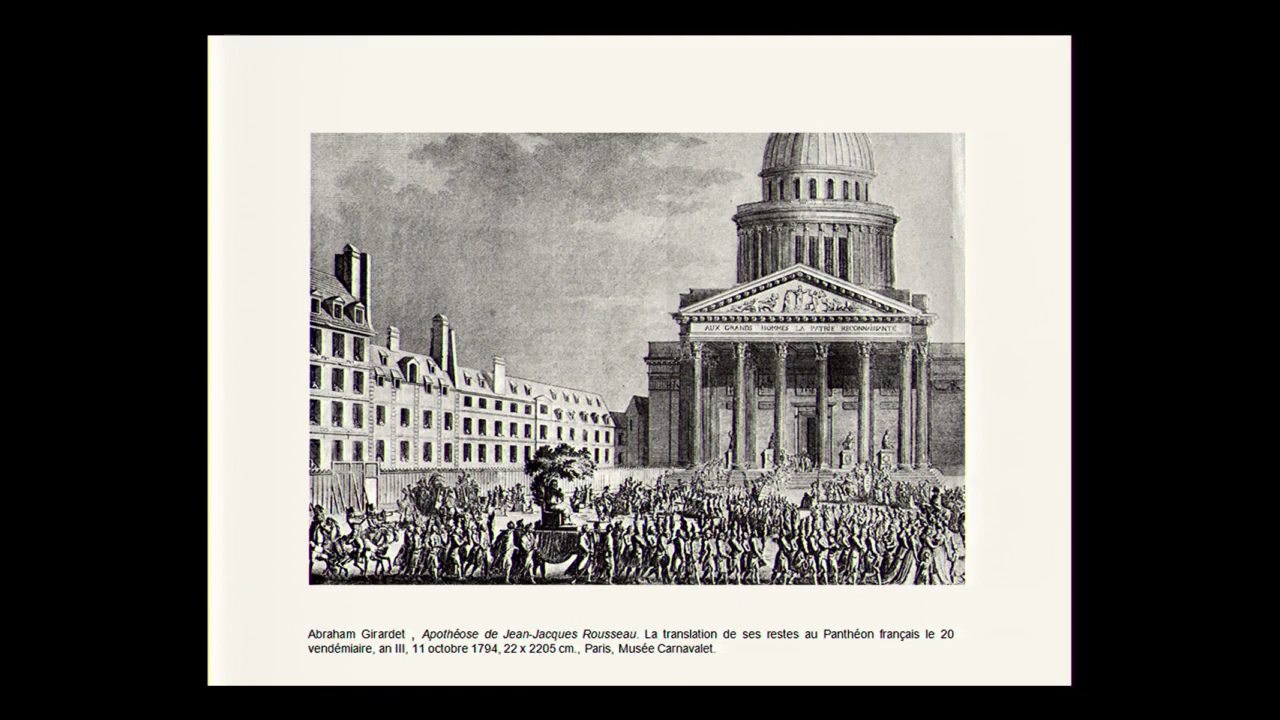 AUX GRANDS HOMMES LA PATRIE RECONNAISSANTE
Abraham Girardet , Apothéose de Jean-Jacques Rousseau. La translation de ses restes au Panthéon français le 20
vendémiaire, an III, 11 octobre 1794, 22 x 2205 cm., Paris, Musée Carnavalet.